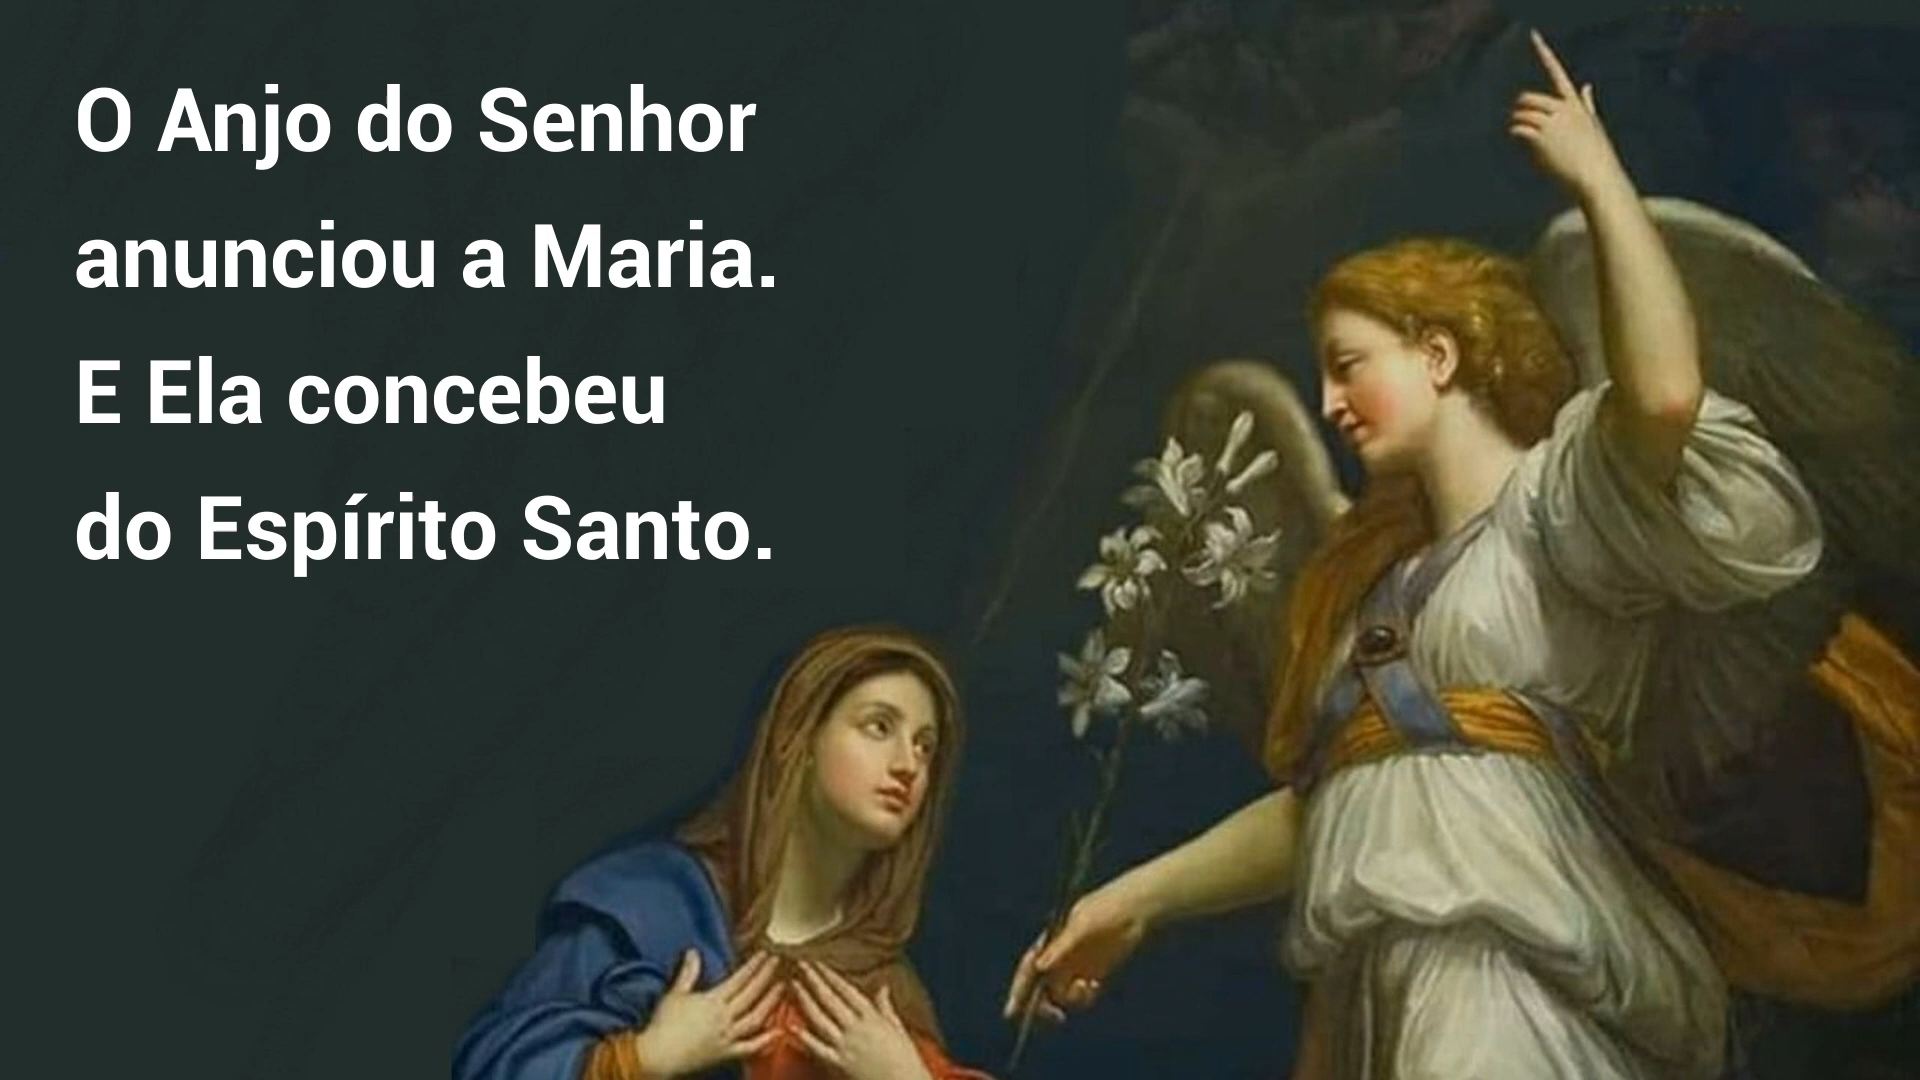 O Anjo do Senhor
anunciou a Maria.
E Ela concebeu
do Espírito Santo.